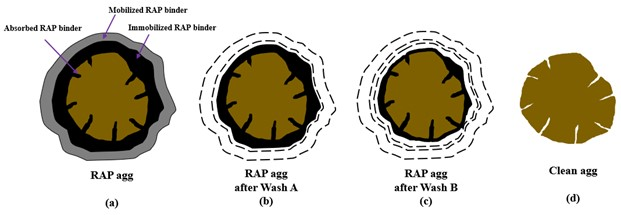 Mobilized RAP binder
Absorbed RAP binder
Immobilized RAP binder
RAP agg
(a)
RAP agg
after Wash A
(b)
RAP agg
after Wash B
(c)
Clean agg
(d)